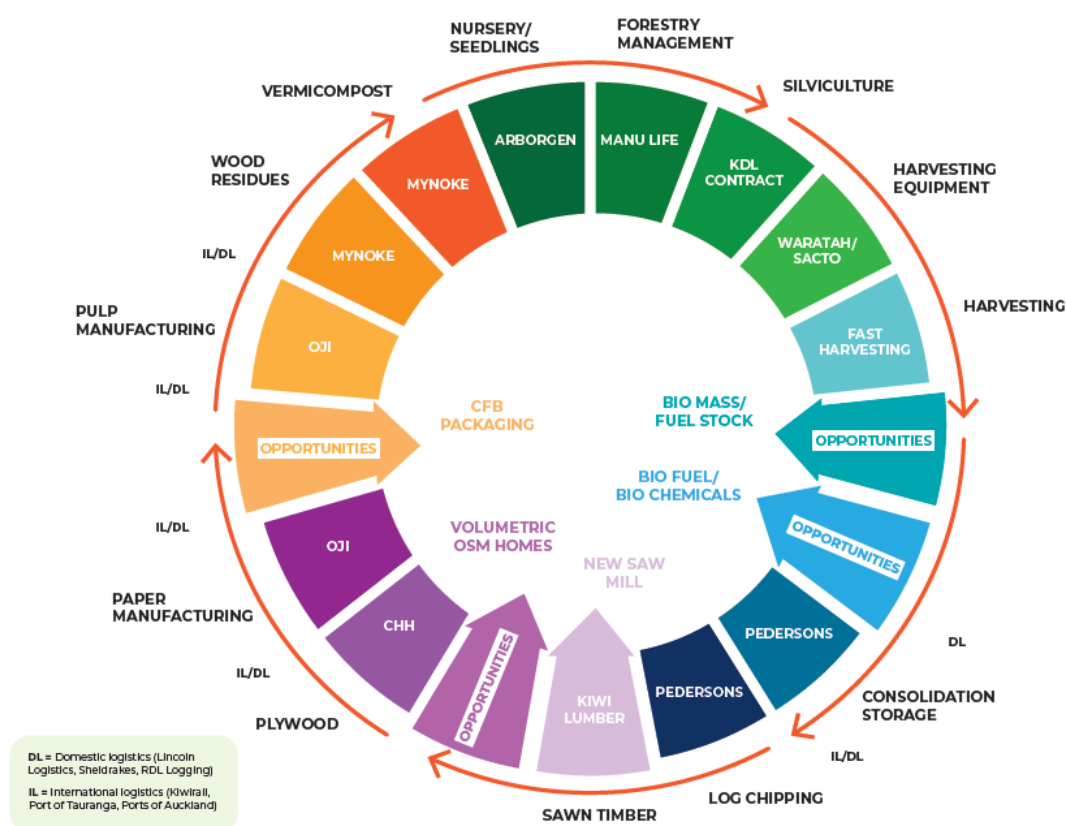 NURSERY/
SEEDLINGS
FORESTRY
MANAGEMENT
SILVICULTURE
HARVESTING
EQUIPMENT
HARVESTING
DL
CONSOLIDATION
STORAGE
IL/DL
LOG CHIPPING
SAWN TIMBER
PLYWOOD
IL/DL
PAPER
MANUFACTURING
IL/DL
IL/DL
PULP
MANUFACTURING
IL/DL
WOOD
RESIDUES
VERMICOMPOST
ARBORGEN
MANU LIFE
KDL
CONTRACT
WARATAH/
SACTO
FAST
HARVESTING
OPPORTUNITIES
OPPORTUNITIES
PEDERSONS
PEDERSONS
KIWI
LUMBER
OPPORTUNITIES
CHH
OJI
OPPORTUNITIES
OJI
MYNOKE
MYNOKE
BIO MASS/
FUEL STOCK
BIO FUEL/
BIO CHEMICALS
NEW SAW
MILL
VOLUMETRIC
OSM HOMES
CFB
PACKAGING
DL = Domestic logistics (Lincoln
Logistics, Sheldrakes, RDL Logging)
IL = International logistics (Kiwirail,
Port of Tauranga, Ports of Auckland)